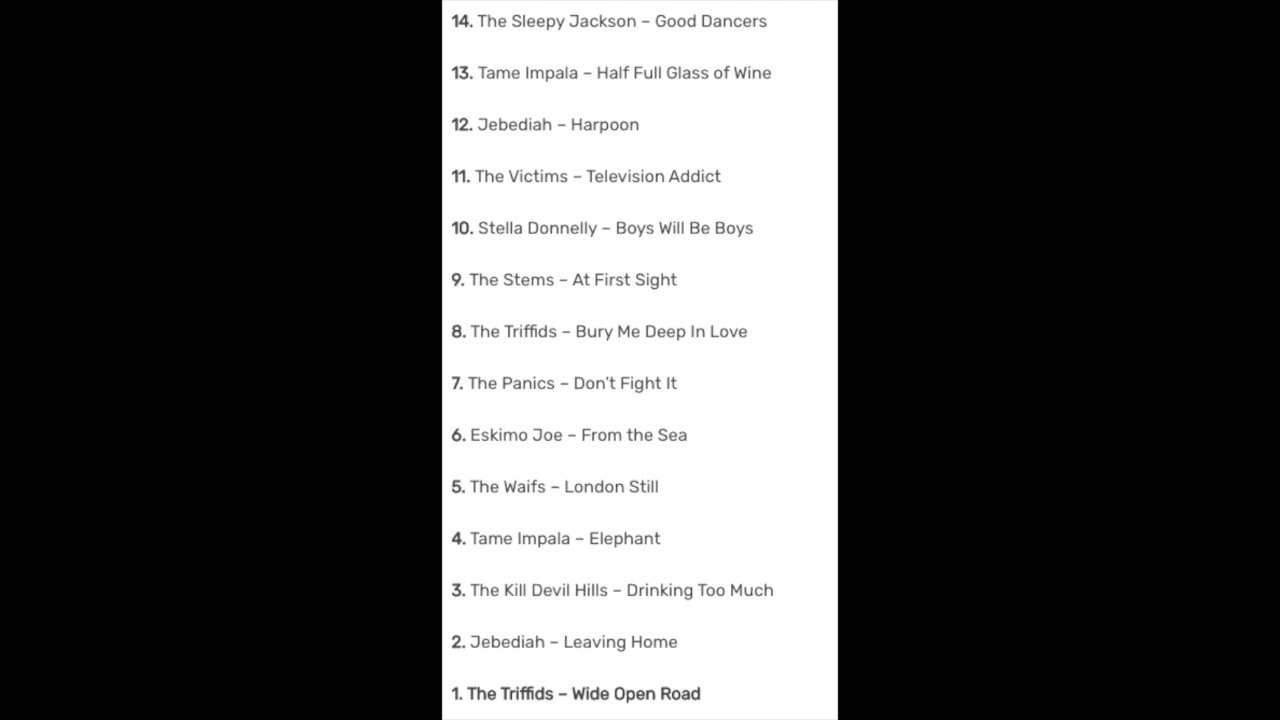 14. The Sleepy Jackson – Good Dancers
13. Tame Impala – Half Full Glass of Wine
12. Jebediah – Harpoon
11. The Victims – Television Addict
10. Stella Donnelly – Boys Will Be Boys
9. The Stems – At First Sight
8. The Triffids – Bury Me Deep In Love
7. The Panics – Don’t Fight It
6. Eskimo Joe – From the Sea
5. The Waifs – London Still
4. Tame Impala – Elephant
3. The Kill Devil Hills – Drinking Too Much
2. Jebediah – Leaving Home
1. The Triffids – Wide Open Road